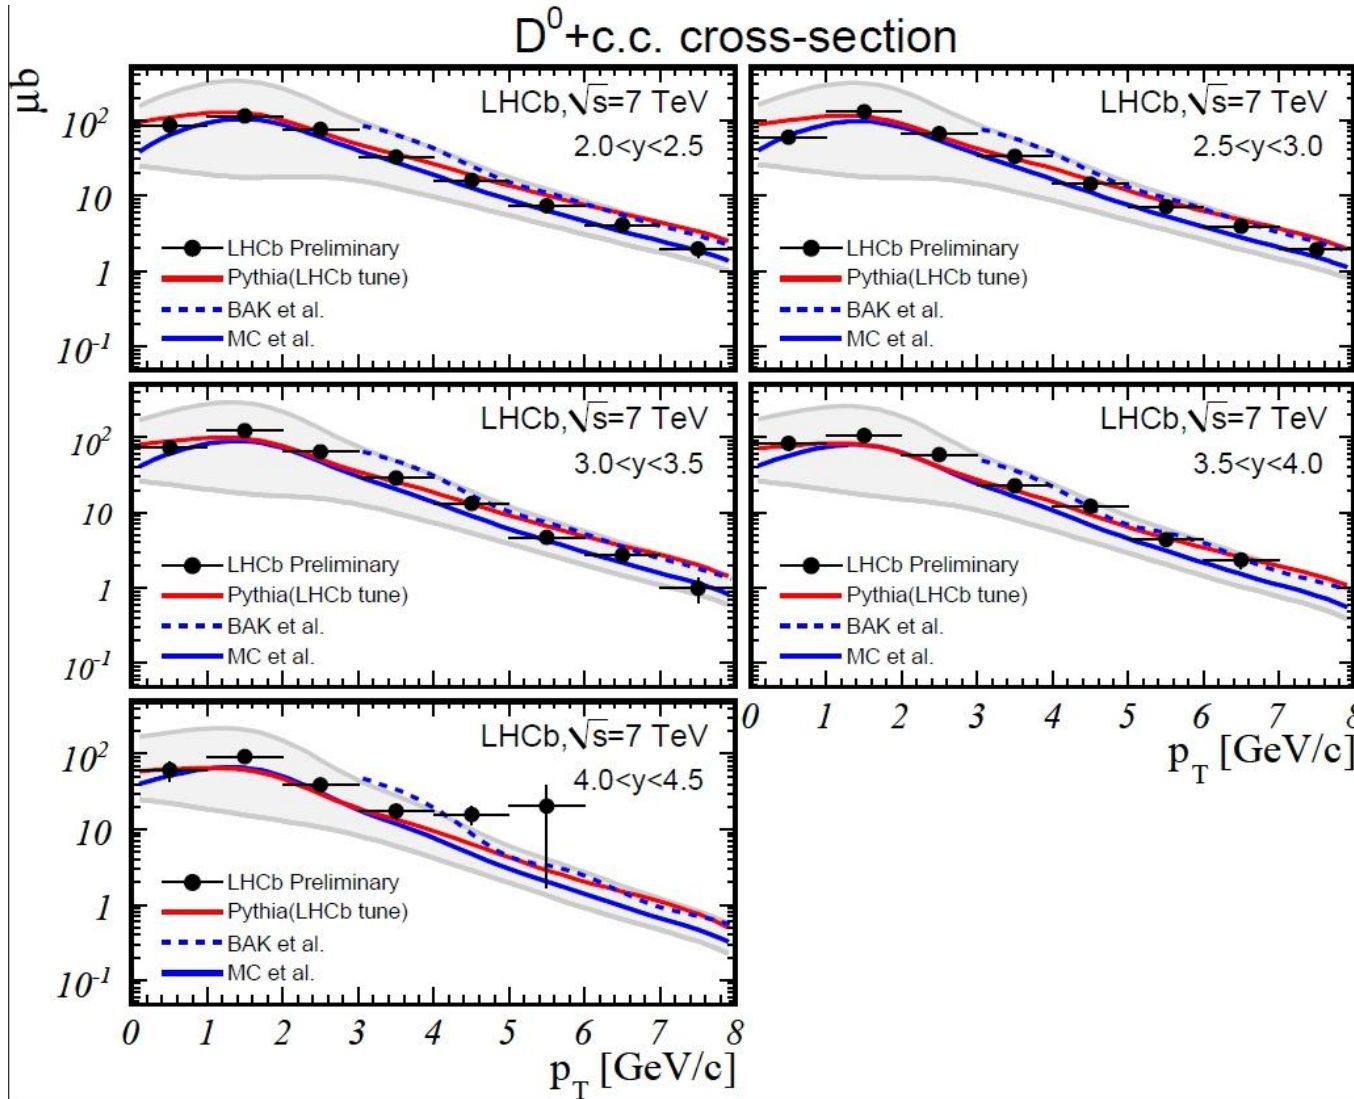 D⁰+c.c. cross-section
μb
LHCb,√s=7 TeV
2.0<y<2.5
10²
10
1
10⁻¹
LHCb Preliminary
Pythia(LHCb tune)
BAK et al.
MC et al.
LHCb,√s=7 TeV
2.5<y<3.0
LHCb Preliminary
Pythia(LHCb tune)
BAK et al.
MC et al.
LHCb,√s=7 TeV
3.0<y<3.5
10²
10
1
10⁻¹
LHCb Preliminary
Pythia(LHCb tune)
BAK et al.
MC et al.
LHCb,√s=7 TeV
3.5<y<4.0
LHCb Preliminary
Pythia(LHCb tune)
BAK et al.
MC et al.
0 1 2 3 4 5 6 7 8
p_T [GeV/c]
LHCb,√s=7 TeV
4.0<y<4.5
10²
10
1
10⁻¹
LHCb Preliminary
Pythia(LHCb tune)
BAK et al.
MC et al.
0 1 2 3 4 5 6 7 8
p_T [GeV/c]